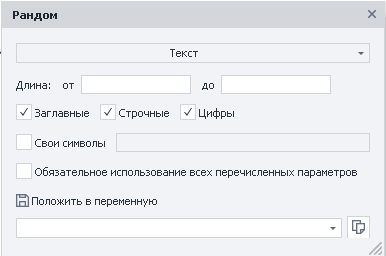 Рандом
Текст
Длина: от до
Заглавные Строчные Цифры
Свои символы
Обязательное использование всех перечисленных параметров
Положить в переменную